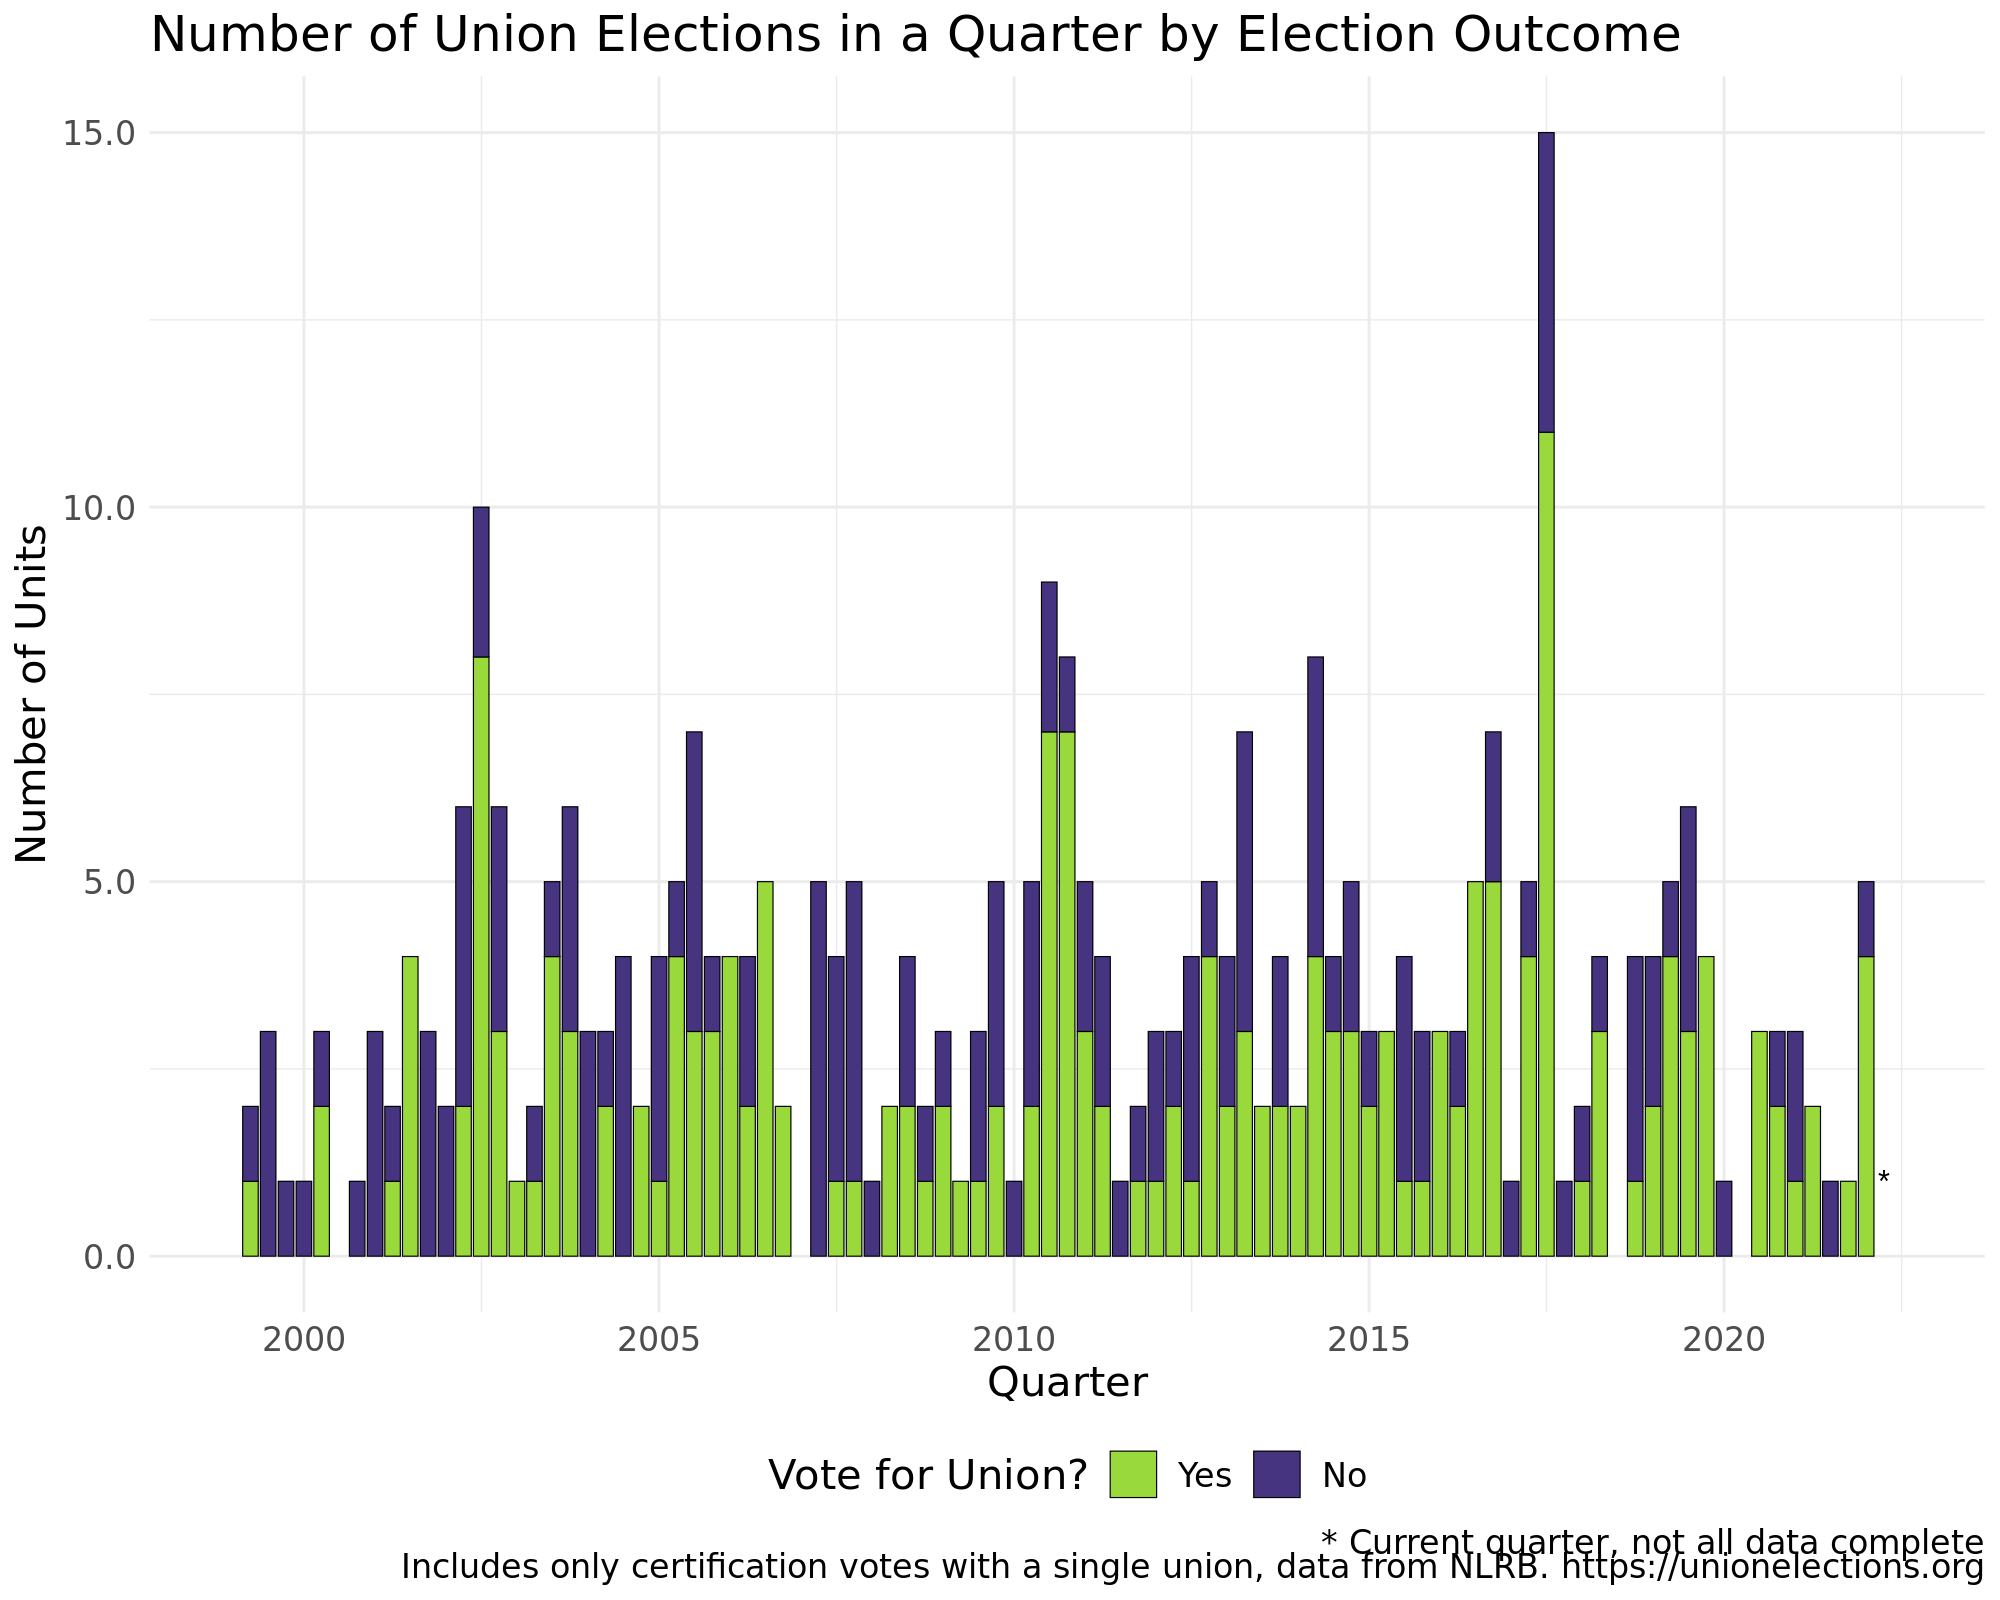 Number of Union Elections in a Quarter by Election Outcome
15.0
10.0
5.0
0.0
Number of Units
*
2000 2005 2010 2015 2020
Quarter
Vote for Union? Yes No
* Current quarter, not all data complete
Includes only certification votes with a single union, data from NLRB. https://unionelections.org